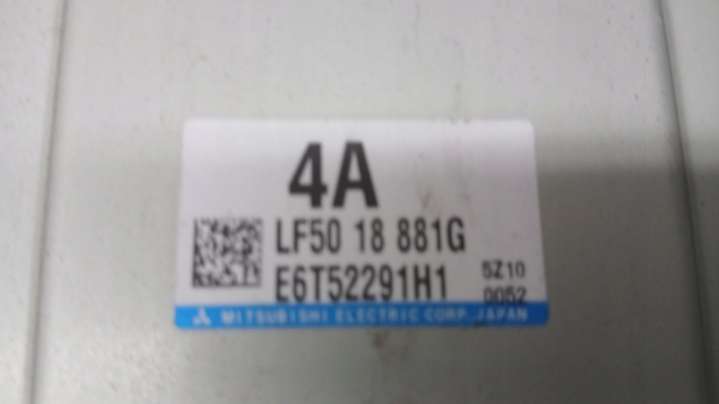 4A
LF50 18 881G
E6T52291H1 5Z10
0052
MITSUBISHI ELECTRIC CORP. JAPAN